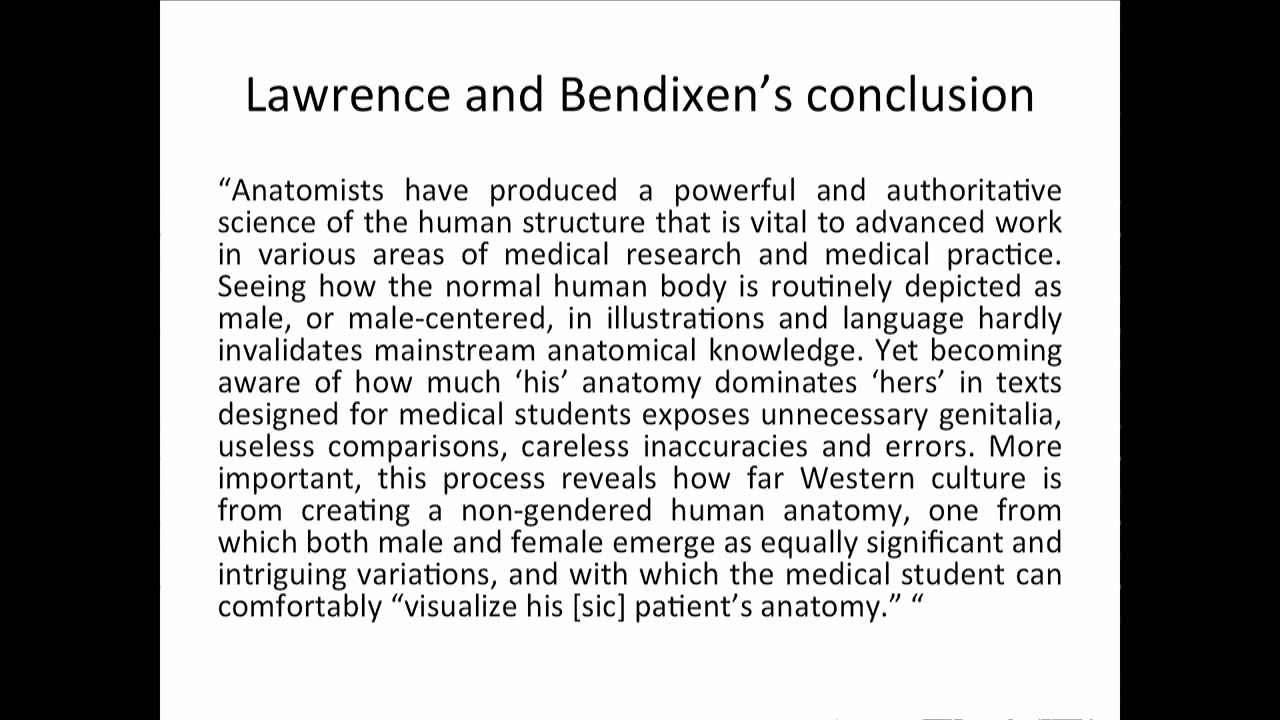 Lawrence and Bendixen’s conclusion
“Anatomists have produced a powerful and authoritative
science of the human structure that is vital to advanced work
in various areas of medical research and medical practice.
Seeing how the normal human body is routinely depicted as
male, or male-centered, in illustrations and language hardly
invalidates mainstream anatomical knowledge. Yet becoming
aware of how much ‘his’ anatomy dominates ‘hers’ in texts
designed for medical students exposes unnecessary genitalia,
useless comparisons, careless inaccuracies and errors. More
important, this process reveals how far Western culture is
from creating a non-gendered human anatomy, one from
which both male and female emerge as equally significant and
intriguing variations, and with which the medical student can
comfortably “visualize his [sic] patient’s anatomy.” “